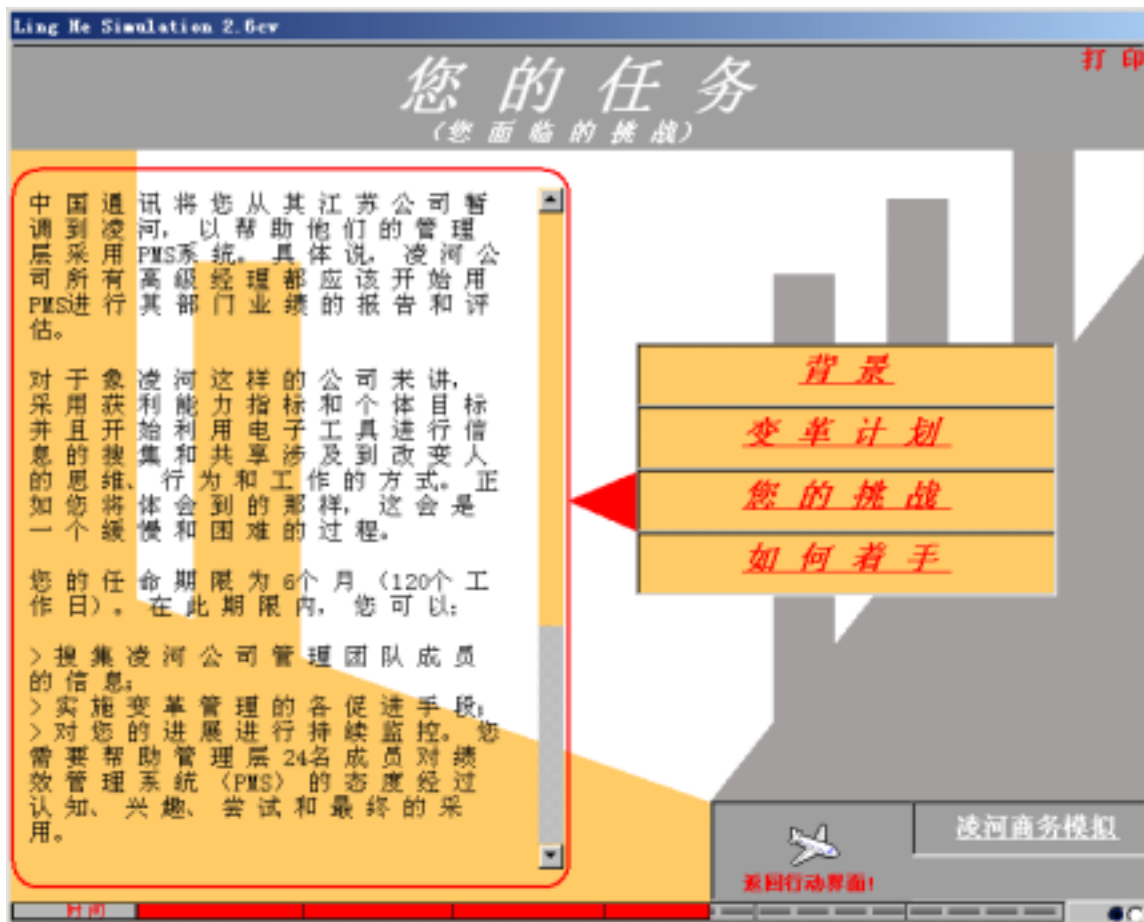 Ling He Simulation 2.6cw
您的任务
打印
（您面临的挑战）
中国通讯将您从其江苏公司暂
调到凌河，以帮助他们的管理
层采用PMS系统。具体说，凌河公
司所有高级经理都应该开始用
PMS进行其部门业绩的报告和评
估。
对于象凌河这样的公司来讲，
采用获利能力指标和个体目标
并且开始利用电子工具进行信
息的搜集和共享涉及到改变人
的思维、行为和工作的方式。正
如您将体会到的那样，这会是
一个缓慢和困难的过程。
您的任命期限为6个月（120个工
作日）。在此期限内，您可以：
>搜集凌河公司管理团队成员
的信息；
>实施变革管理的各促进手段；
>对您的进展进行持续监控。您
需要帮助管理层24名成员对绩
效管理系统（PMS）的态度经过
认知、兴趣、尝试和最终的采
用。
背景
变革计划
您的挑战
如何着手
凌河商务模拟
返回行动界面!
时间